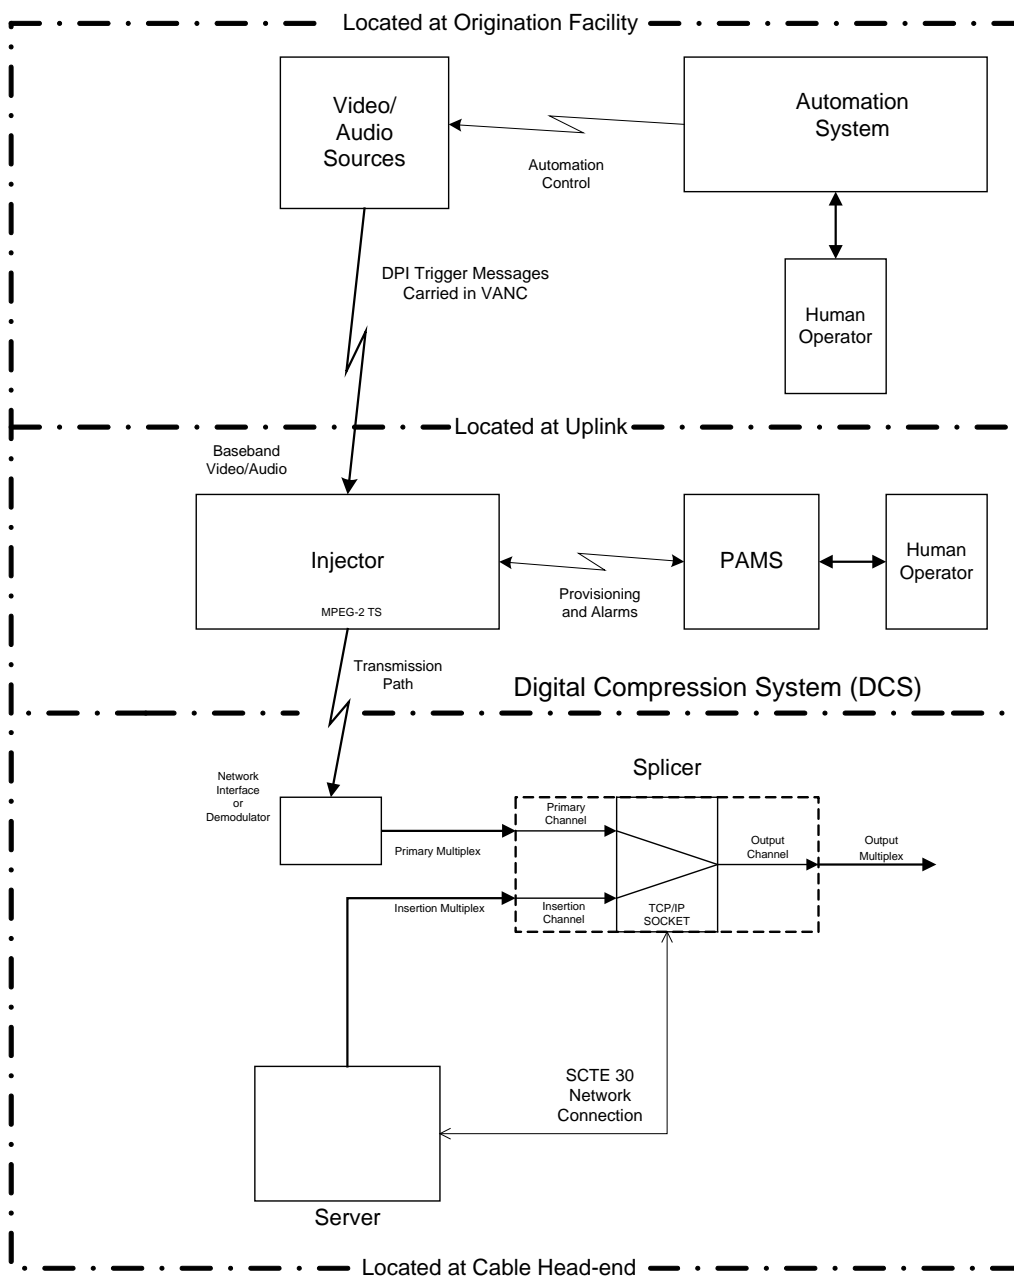 Located at Origination Facility
Video/
Audio
Sources
Automation
System
Automation
Control
DPI Trigger Messages
Carried in VANC
Human
Operator
Located at Uplink
Baseband
Video/Audio
Injector
MPEG-2 TS
Provisioning
and Alarms
PAMS
Human
Operator
Transmission
Path
Digital Compression System (DCS)
Network
Interface
or
Demodulator
Splicer
Primary
Channel
Primary Multiplex
Output
Channel
Output
Multiplex
Insertion Multiplex
Insertion
Channel
TCP/IP
SOCKET
SCTE 30
Network
Connection
Server
Located at Cable Head-end